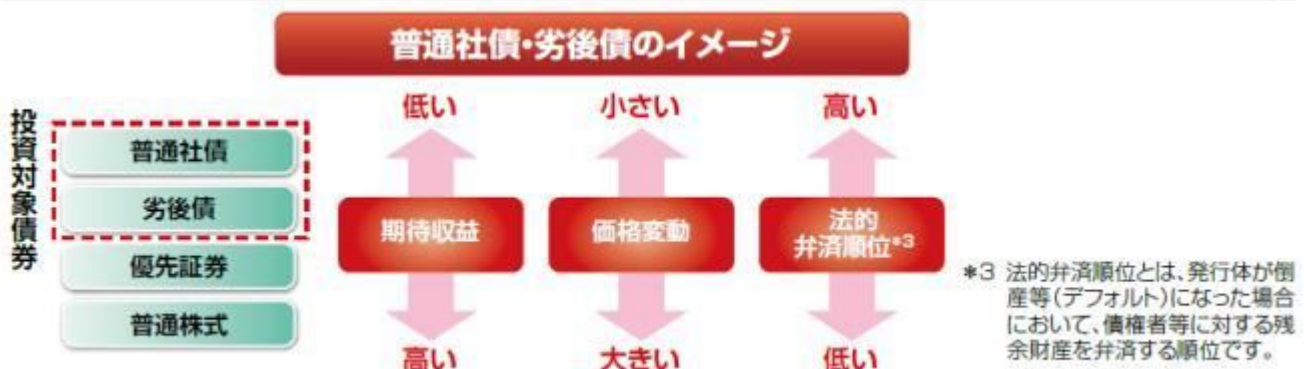 普通社債・劣後債のイメージ
投資対象債券
普通社債
劣後債
優先証券
普通株式
低い
小さい
高い
期待収益
価格変動
法的
弁済順位*3
高い
大きい
低い
*3 法的弁済順位とは、発行体が倒
産等(デフォルト)になった場合
において、債権者等に対する残
余財産を弁済する順位です。